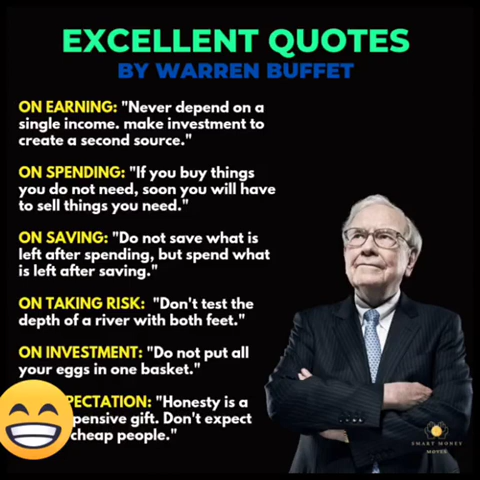 EXCELLENT QUOTES
BY WARREN BUFFET
ON EARNING: "Never depend on a
single income. make investment to
create a second source."
ON SPENDING: "If you buy things
you do not need, soon you will have
to sell things you need."
ON SAVING: "Do not save what is
left after spending, but spend what
is left after saving."
ON TAKING RISK: "Don't test the
depth of a river with both feet."
ON INVESTMENT: "Do not put all
your eggs in one basket."
PECTATION: "Honesty is a
pensive gift. Don't expect
cheap people."
SMART MONEY
MOVES